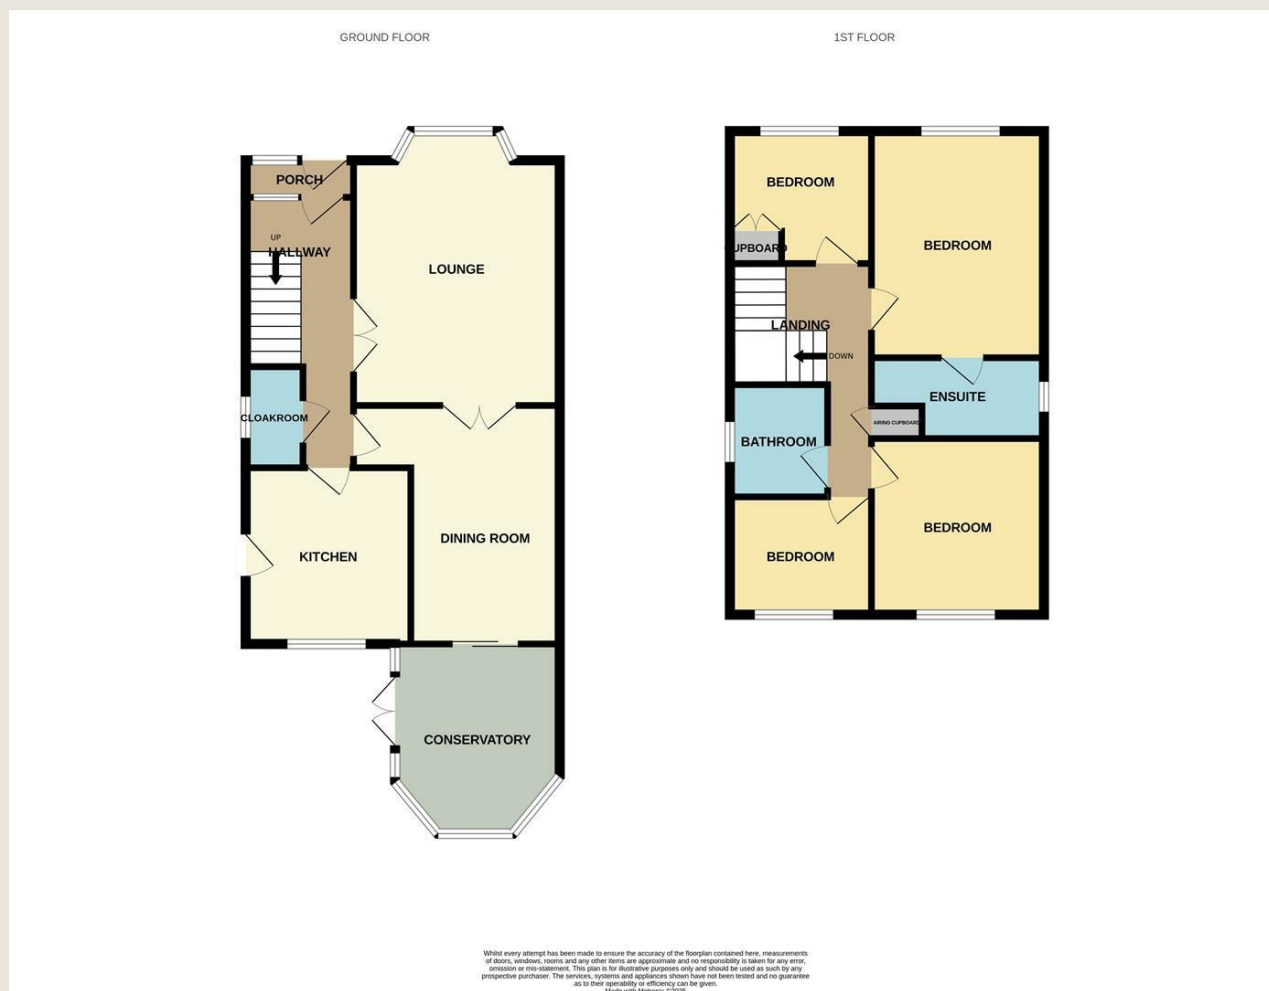 GROUND FLOOR
1ST FLOOR
PORCH
UP
HALLWAY
LOUNGE
CLOAKROOM
KITCHEN
DINING ROOM
CONSERVATORY
BEDROOM
CUPBOARD
BEDROOM
LANDING
DOWN
ENSUITE
AIRING CUPBOARD
BATHROOM
BEDROOM
BEDROOM
Whilst every attempt has been made to ensure the accuracy of the floorplan contained here, measurements
of doors, windows, rooms and any other items are approximate and no responsibility is taken for any error,
omission or mis-statement. This plan is for illustrative purposes only and should be used as such by any
prospective purchaser. The services, systems and appliances shown have not been tested and no guarantee
as to their operability or efficiency can be given.
Made with Metropix ©2025